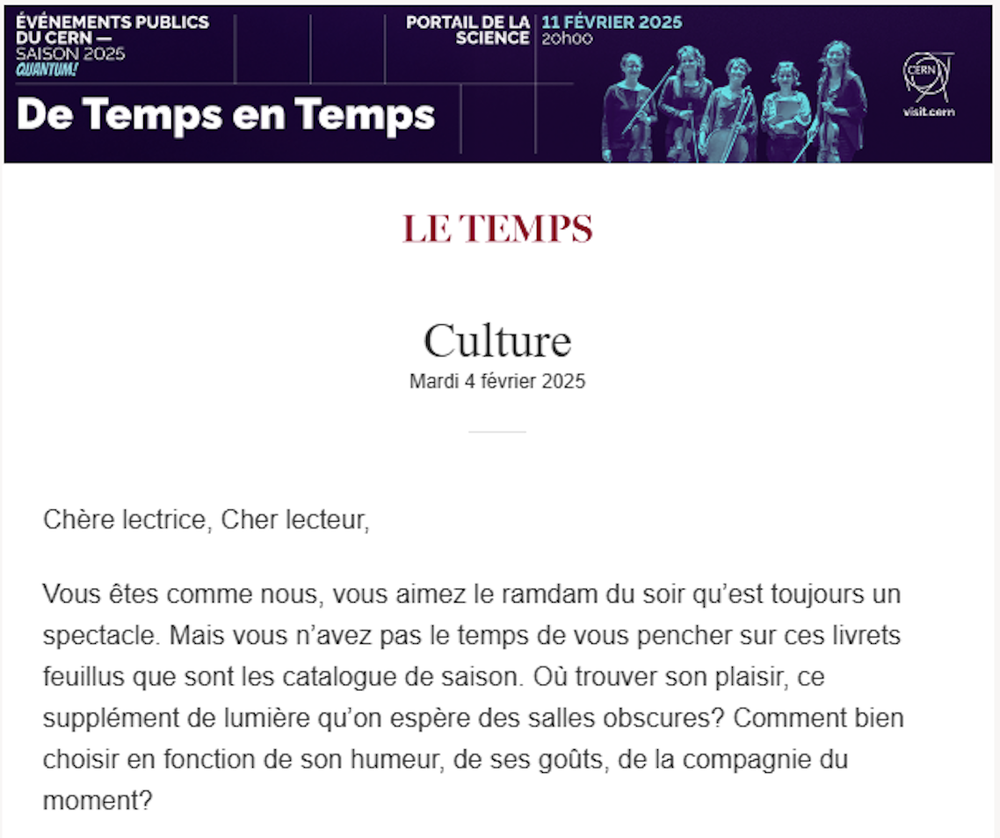 ÉVÉNEMENTS PUBLICS
DU CERN —
SAISON 2025
QUANTUM!
PORTAIL DE LA
SCIENCE
11 FÉVRIER 2025
20h00
De Temps en Temps
CERN
visit.cern
LE TEMPS
Culture
Mardi 4 février 2025
Chère lectrice, Cher lecteur,
Vous êtes comme nous, vous aimez le ramdam du soir qu’est toujours un
spectacle. Mais vous n’avez pas le temps de vous pencher sur ces livrets
feuillus que sont les catalogue de saison. Où trouver son plaisir, ce
supplément de lumière qu’on espère des salles obscures? Comment bien
choisir en fonction de son humeur, de ses goûts, de la compagnie du
moment?